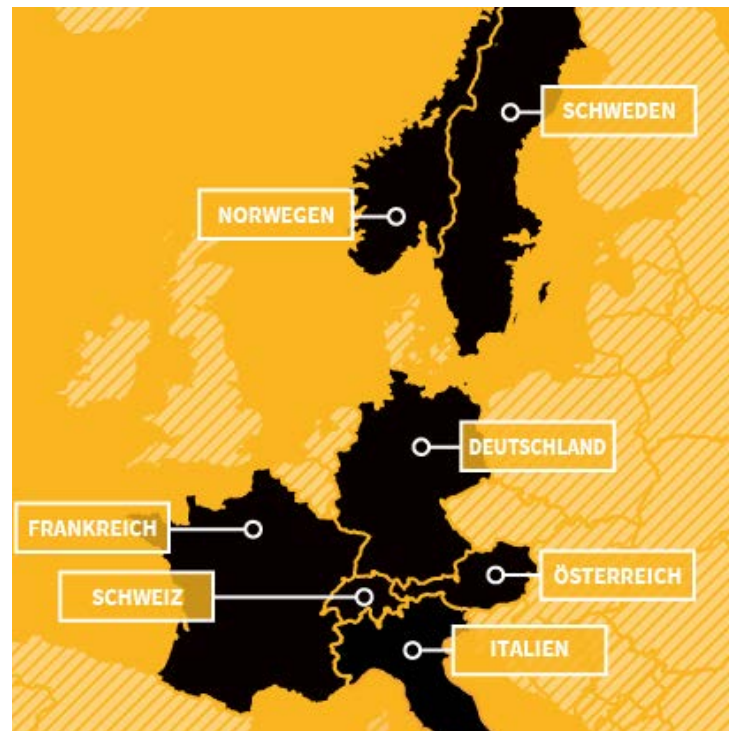 SCHWEDEN
NORWEGEN
DEUTSCHLAND
FRANKREICH
ÖSTERREICH
SCHWEIZ
ITALIEN